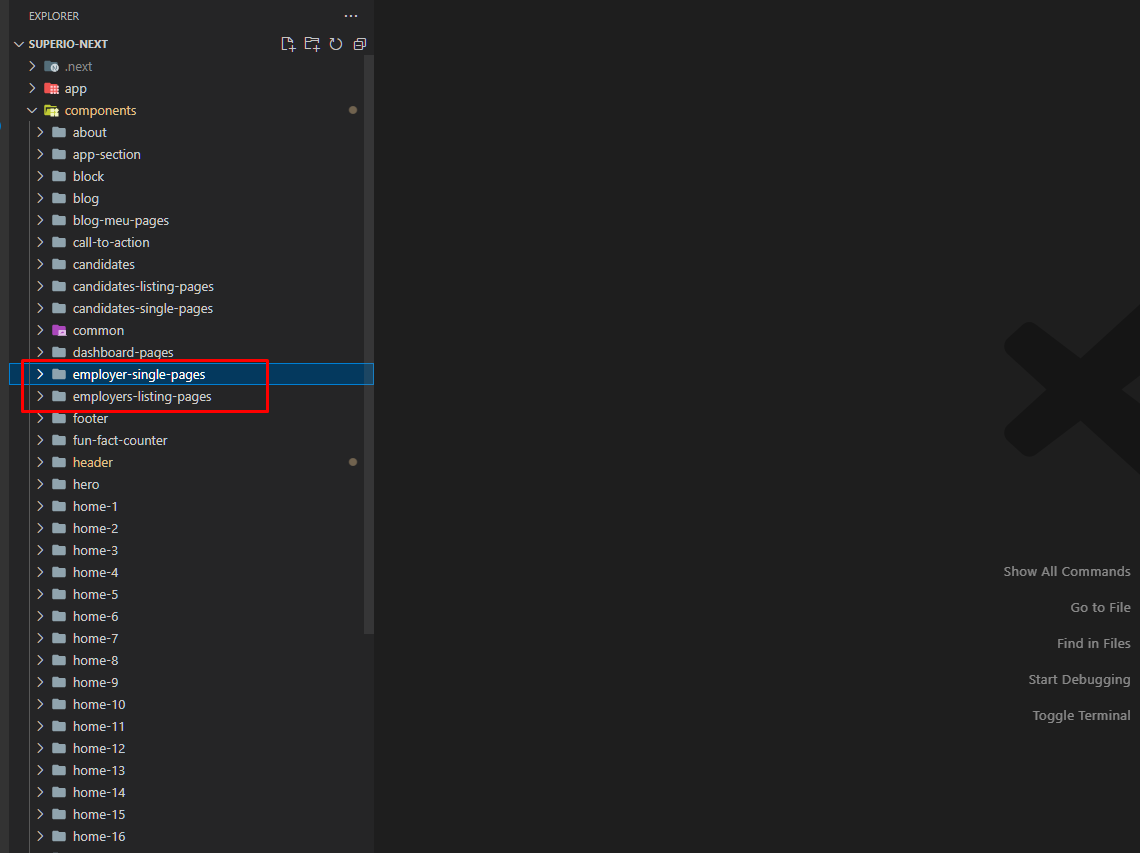 EXPLORER
SUPERIO-NEXT
.next
app
components
about
app-section
block
blog
blog-meu-pages
call-to-action
candidates
candidates-listing-pages
candidates-single-pages
common
dashboard-pages
employer-single-pages
employers-listing-pages
footer
fun-fact-counter
header
hero
home-1
home-2
home-3
home-4
home-5
home-6
home-7
home-8
home-9
home-10
home-11
home-12
home-13
home-14
home-15
home-16
Show All Commands
Go to File
Find in Files
Start Debugging
Toggle Terminal